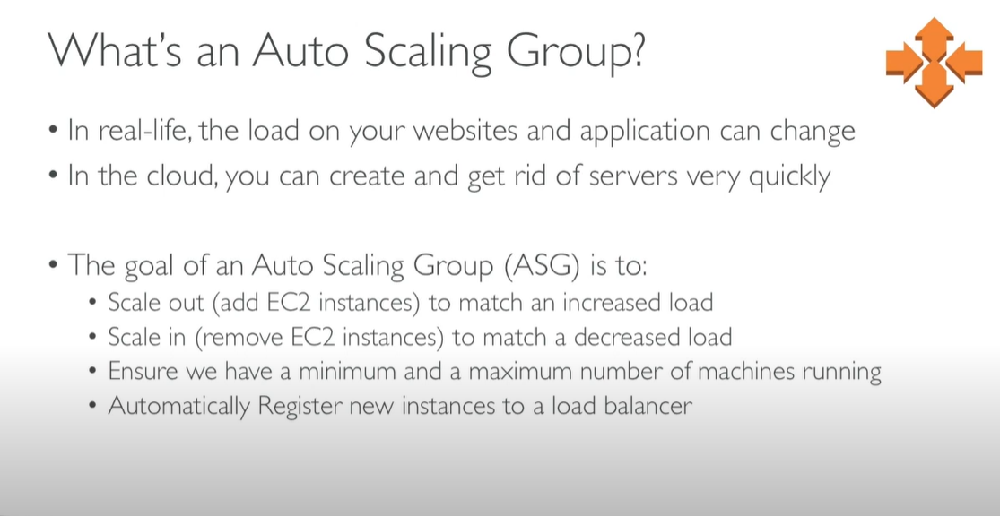 What's an Auto Scaling Group?
• In real-life, the load on your websites and application can change
• In the cloud, you can create and get rid of servers very quickly
• The goal of an Auto Scaling Group (ASG) is to:
• Scale out (add EC2 instances) to match an increased load
• Scale in (remove EC2 instances) to match a decreased load
• Ensure we have a minimum and a maximum number of machines running
• Automatically Register new instances to a load balancer